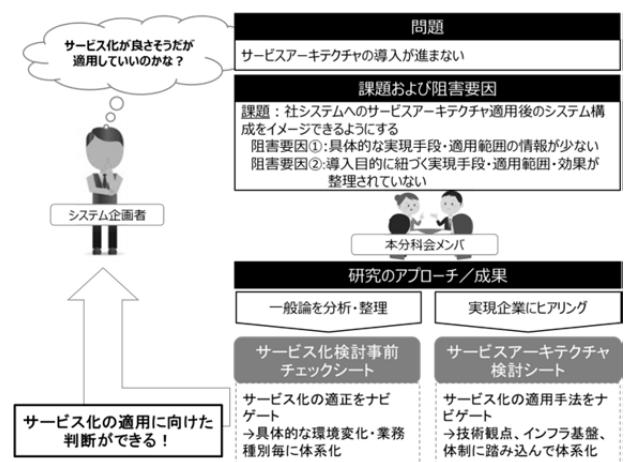 サービス化が良さそうだが
適用していいのかな？
システム企画者
問題
サービスアーキテクチャの導入が進まない
課題および阻害要因
課題：社システムへのサービスアーキテクチャ適用後のシステム構
成をイメージできるようにする
阻害要因①:具体的な実現手段・適用範囲の情報が少ない
阻害要因②:導入目的に紐づく実現手段・適用範囲・効果が
整理されていない
本分科会メンバ
研究のアプローチ／成果
一般論を分析・整理
実現企業にヒアリング
サービス化検討事前
チェックシート
サービス化の適正をナビ
ゲート
→具体的な環境変化・業務
種別毎に体系化
サービスアーキテクチャ
検討シート
サービス化の適用手法をナ
ビゲート
→技術観点、インフラ基盤、
体制に踏み込んで体系化
サービス化の適用に向けた
判断ができる！